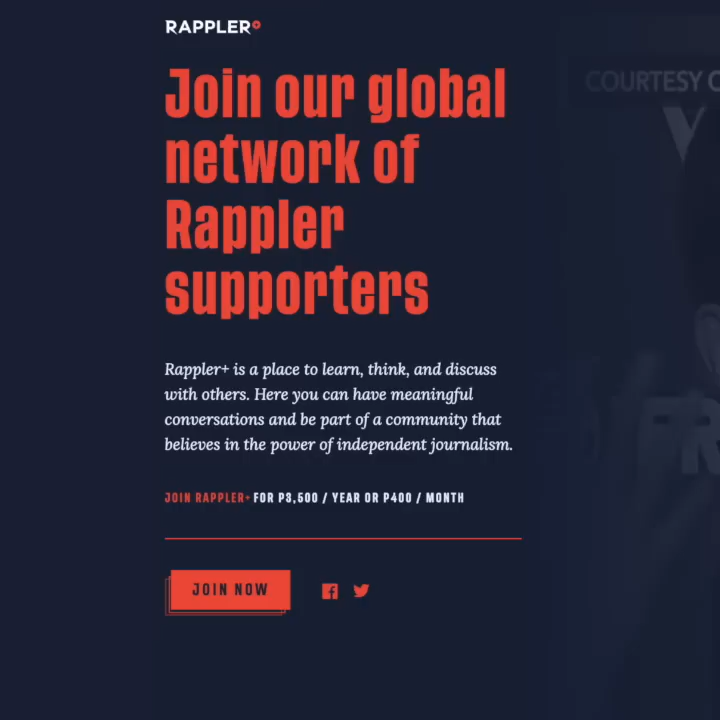 RAPPLER+
COURTESY
Join our global
network of
Rappler
supporters
Rappler+ is a place to learn, think, and discuss
with others. Here you can have meaningful
conversations and be part of a community that
believes in the power of independent journalism.
JOIN RAPPLER+ FOR P3,500 / YEAR OR P400 / MONTH
JOIN NOW